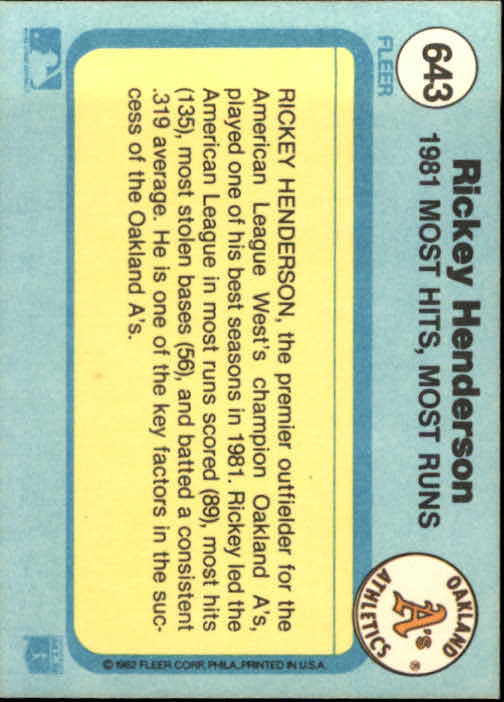 643
FLEER
Rickey Henderson
1981 MOST HITS, MOST RUNS
OAKLAND
A's
ATHLETICS
®
RICKEY HENDERSON, the premier outfielder for the
American League West's champion Oakland A's,
played one of his best seasons in 1981. Rickey led the
American League in most runs scored (89), most hits
(135), most stolen bases (56), and batted a consistent
.319 average. He is one of the key factors in the suc-
cess of the Oakland A's.
© 1982 FLEER CORP. PHILA., PRINTED IN U.S.A.